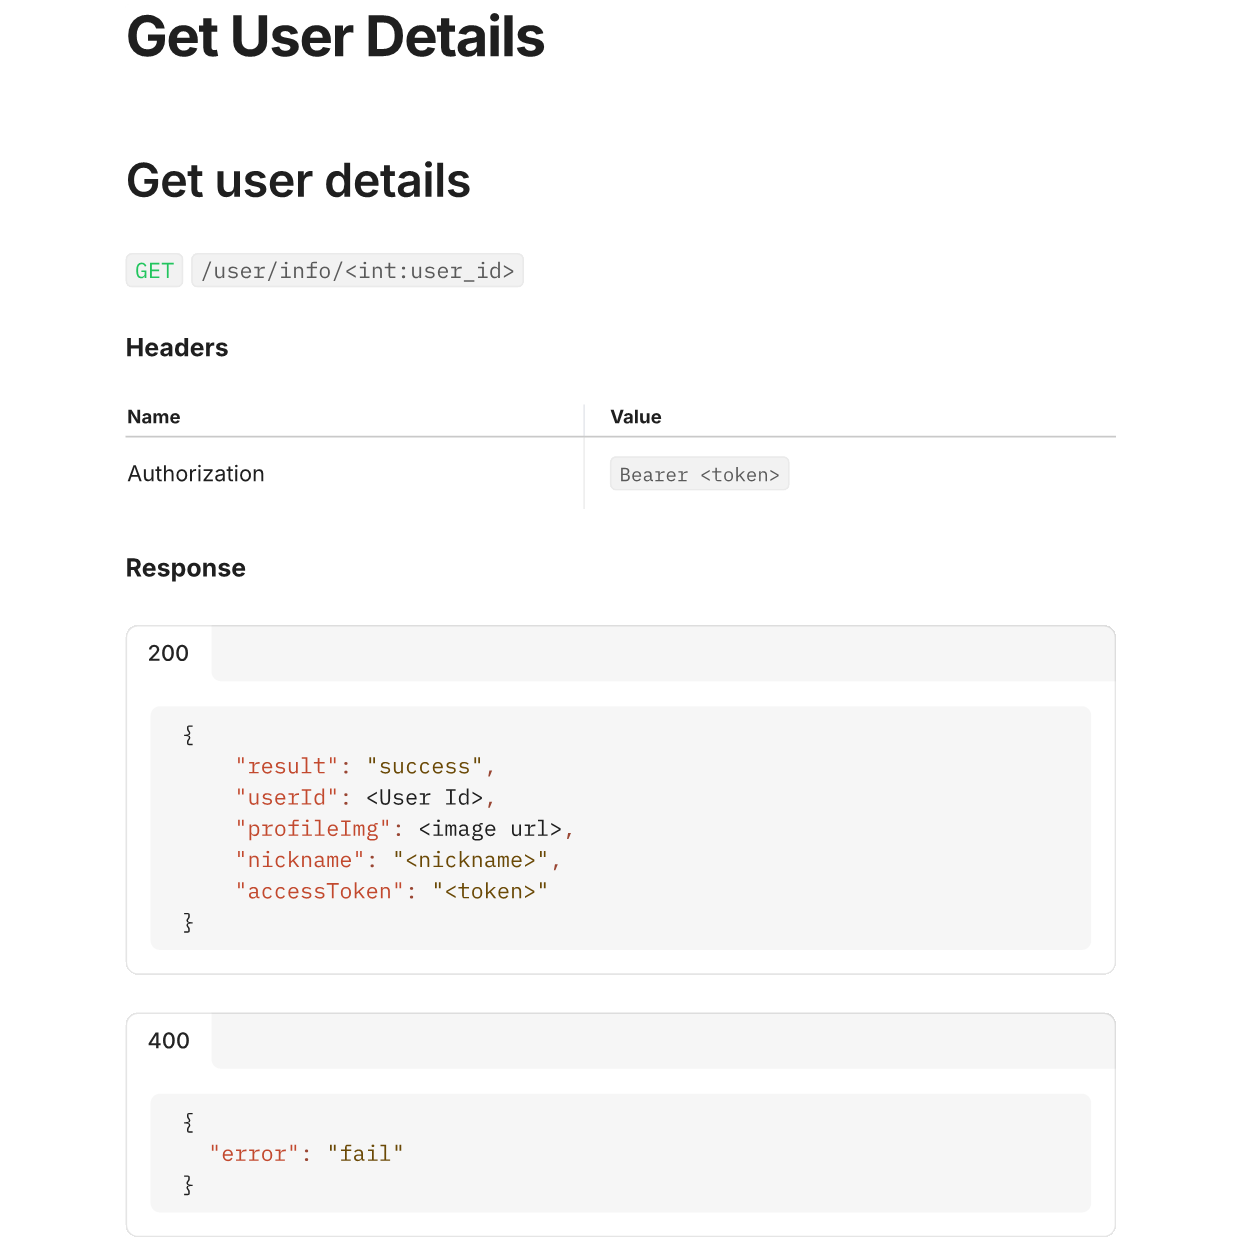 Get User Details
Get user details
GET /user/info/<int:user_id>
Headers
Name Value
Authorization Bearer <token>
Response
200
{
    "result": "success",
    "userId": <User Id>,
    "profileImg": <image url>,
    "nickname": "<nickname>",
    "accessToken": "<token>"
}
400
{
  "error": "fail"
}